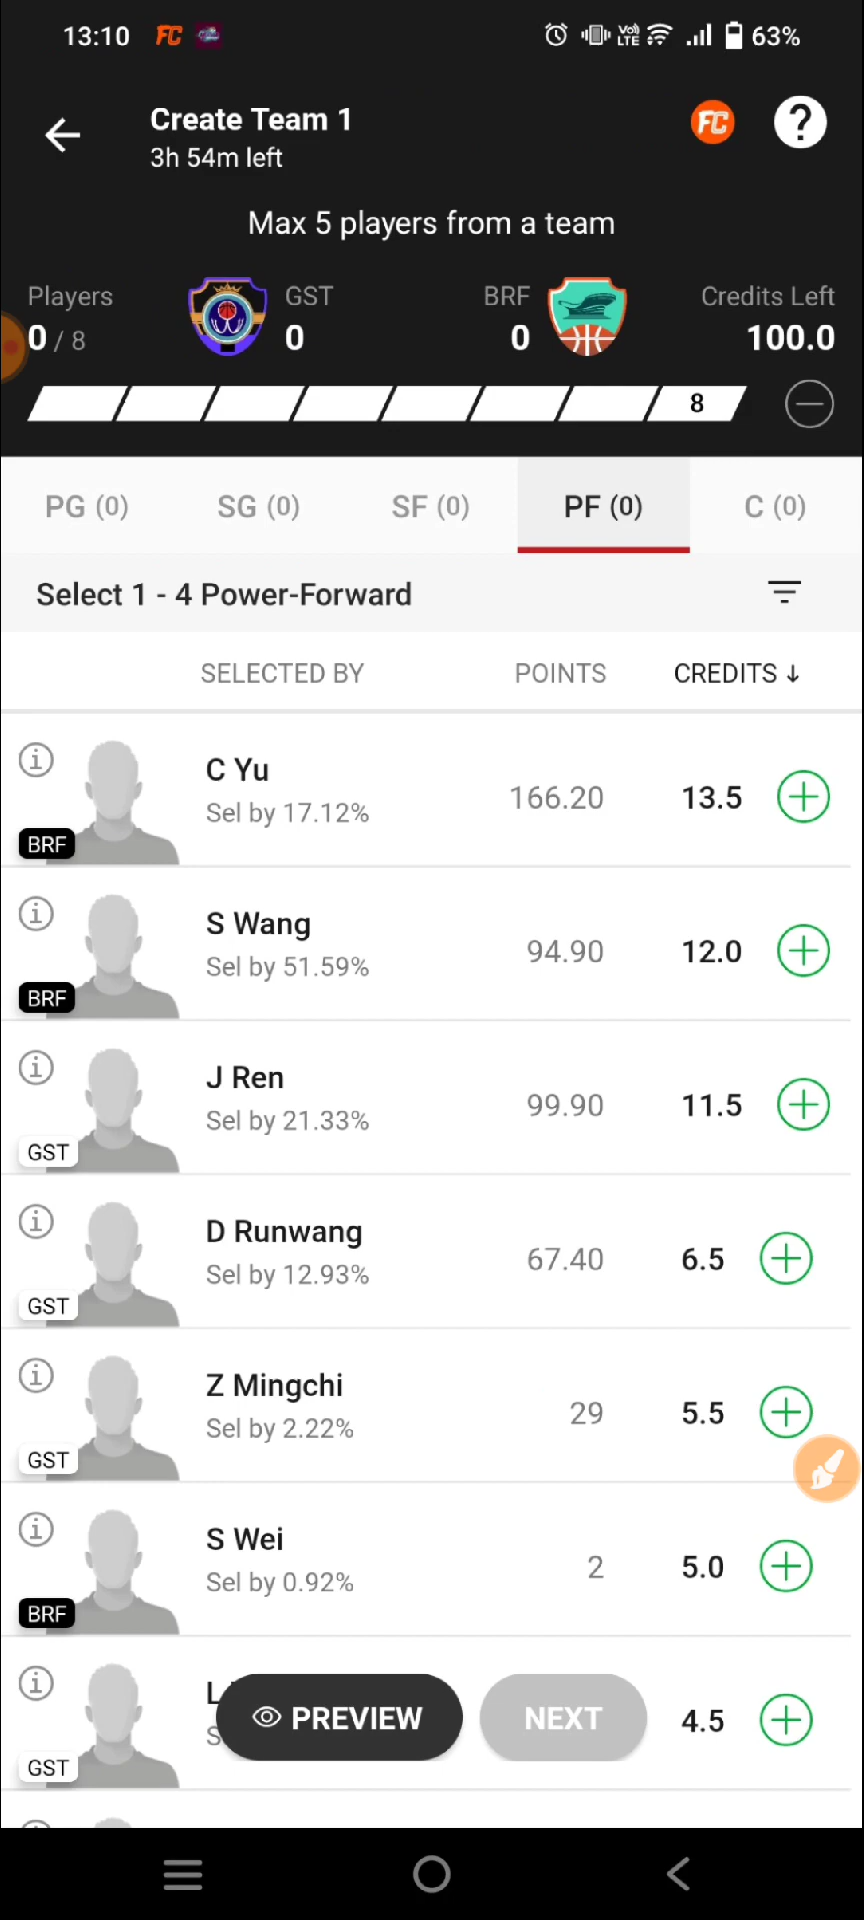 13:10 FC VoD LTE 63%
Create Team 1
3h 54m left
FC ?
Max 5 players from a team
Players GST BRF Credits Left
0 / 8 0 0 100.0
8
PG (0) SG (0) SF (0) PF (0) C (0)
Select 1 - 4 Power-Forward
SELECTED BY POINTS CREDITS ↓
C Yu
Sel by 17.12% 166.20 13.5
BRF
S Wang
Sel by 51.59% 94.90 12.0
BRF
J Ren
Sel by 21.33% 99.90 11.5
GST
D Runwang
Sel by 12.93% 67.40 6.5
GST
Z Mingchi
Sel by 2.22% 29 5.5
GST
S Wei
Sel by 0.92% 2 5.0
BRF
PREVIEW NEXT 4.5
GST